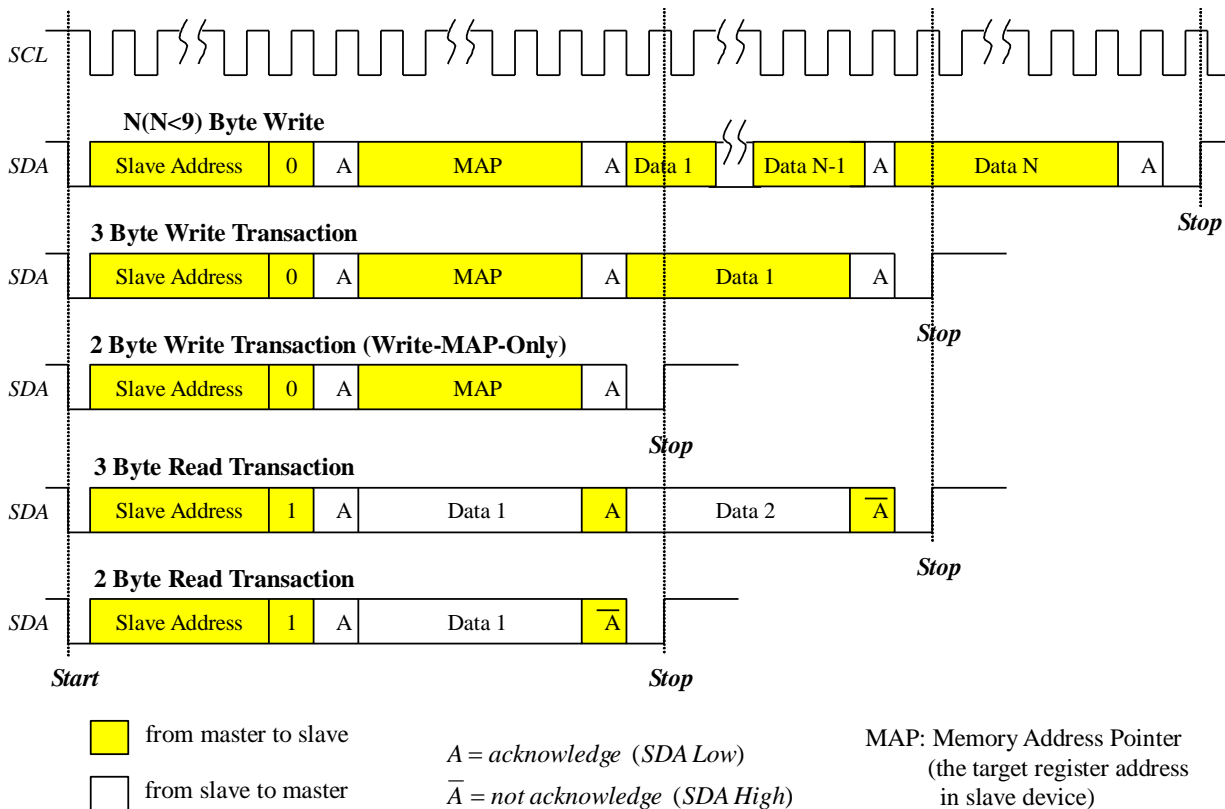 SCL
N(N<9) Byte Write
SDA Slave Address 0 A MAP A Data 1 Data N-1 A Data N A
Stop
3 Byte Write Transaction
SDA Slave Address 0 A MAP A Data 1 A
Stop
2 Byte Write Transaction (Write-MAP-Only)
SDA Slave Address 0 A MAP A
Stop
3 Byte Read Transaction
SDA Slave Address 1 A Data 1 A Data 2 A̅
Stop
2 Byte Read Transaction
SDA Slave Address 1 A Data 1 A̅
Start Stop
from master to slave
from slave to master
A = acknowledge (SDA Low)
A̅ = not acknowledge (SDA High)
MAP: Memory Address Pointer
(the target register address
in slave device)